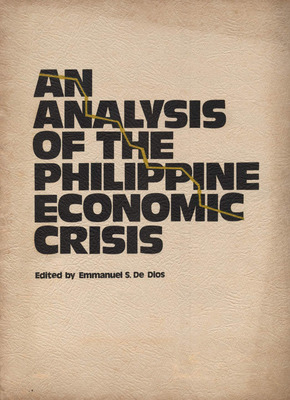 AN
ANALYSIS
OF THE
PHILIPPINE
ECONOMIC
CRISIS
Edited by Emmanuel S. De Dios